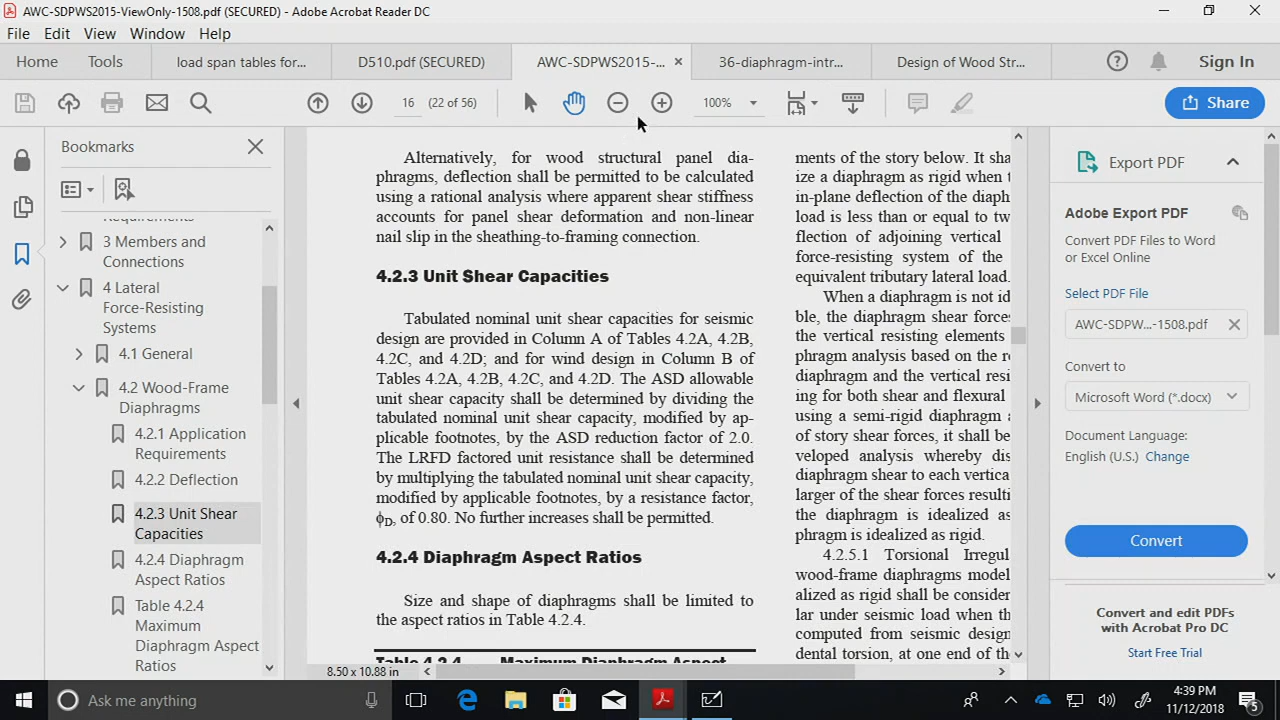 AWC-SDPWS2015-ViewOnly-1508.pdf (SECURED) - Adobe Acrobat Reader DC
File Edit View Window Help
Home Tools load span tables for... D510.pdf (SECURED) AWC-SDPWS2015-... × 36-diaphragm-intr... Design of Wood Str... Sign In
16 (22 of 56) 100% Share
Bookmarks
3 Members and
Connections
4 Lateral
Force-Resisting
Systems
4.1 General
4.2 Wood-Frame
Diaphragms
4.2.1 Application
Requirements
4.2.2 Deflection
4.2.3 Unit Shear
Capacities
4.2.4 Diaphragm
Aspect Ratios
Table 4.2.4
Maximum
Diaphragm Aspect
Ratios
Alternatively, for wood structural panel dia-
phragms, deflection shall be permitted to be calculated
using a rational analysis where apparent shear stiffness
accounts for panel shear deformation and non-linear
nail slip in the sheathing-to-framing connection.
4.2.3 Unit Shear Capacities
Tabulated nominal unit shear capacities for seismic
design are provided in Column A of Tables 4.2A, 4.2B,
4.2C, and 4.2D; and for wind design in Column B of
Tables 4.2A, 4.2B, 4.2C, and 4.2D. The ASD allowable
unit shear capacity shall be determined by dividing the
tabulated nominal unit shear capacity, modified by ap-
plicable footnotes, by the ASD reduction factor of 2.0.
The LRFD factored unit resistance shall be determined
by multiplying the tabulated nominal unit shear capacity,
modified by applicable footnotes, by a resistance factor,
ϕD, of 0.80. No further increases shall be permitted.
4.2.4 Diaphragm Aspect Ratios
Size and shape of diaphragms shall be limited to
the aspect ratios in Table 4.2.4.
Table 4.2.4 Maximum Diaphragm Aspect
8.50 x 10.88 in
ments of the story below. It sha
ize a diaphragm as rigid when
in-plane deflection of the diaph
load is less than or equal to tw
flection of adjoining vertical
force-resisting system of the
equivalent tributary lateral load.
When a diaphragm is not id
ble, the diaphragm shear forces
the vertical resisting elements
phragm analysis based on the r
diaphragm and the vertical resi
ing for both shear and flexural
using a semi-rigid diaphragm
of story shear forces, it shall be
veloped analysis whereby dis
diaphragm shear to each vertica
larger of the shear forces resulti
the diaphragm is idealized as
phragm is idealized as rigid.
4.2.5.1 Torsional Irregul
wood-frame diaphragms model
alized as rigid shall be consider
lar under seismic load when th
computed from seismic design
dental torsion, at one end of the
Export PDF
Adobe Export PDF
Convert PDF Files to Word
or Excel Online
Select PDF File
AWC-SDPW...-1508.pdf
Convert to
Microsoft Word (*.docx)
Document Language:
English (U.S.) Change
Convert
Convert and edit PDFs
with Acrobat Pro DC
Start Free Trial
Ask me anything
4:39 PM
11/12/2018
5